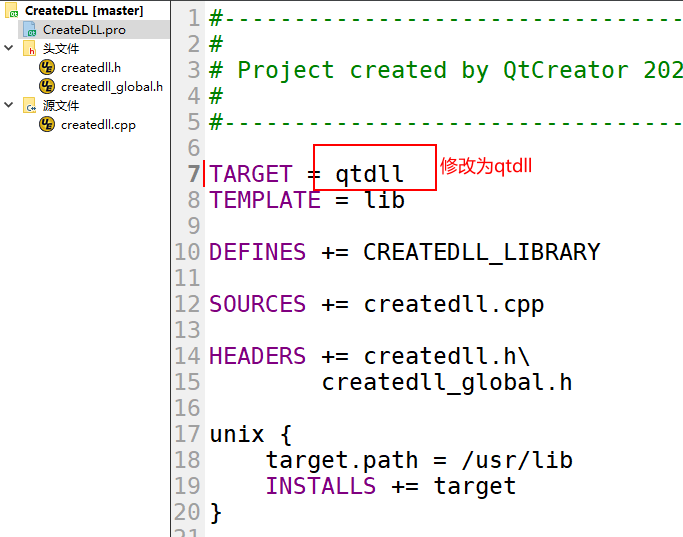 CreateDLL [master]
CreateDLL.pro
头文件
createdll.h
createdll_global.h
源文件
createdll.cpp
1 #-------------------------------
2 #
3 # Project created by QtCreator 202
4 #
5 #-------------------------------
6
7 TARGET = qtdll
修改为qtdll
8 TEMPLATE = lib
9
10 DEFINES += CREATEDLL_LIBRARY
11
12 SOURCES += createdll.cpp
13
14 HEADERS += createdll.h\
15 createdll_global.h
16
17 unix {
18 target.path = /usr/lib
19 INSTALLS += target
20 }
21